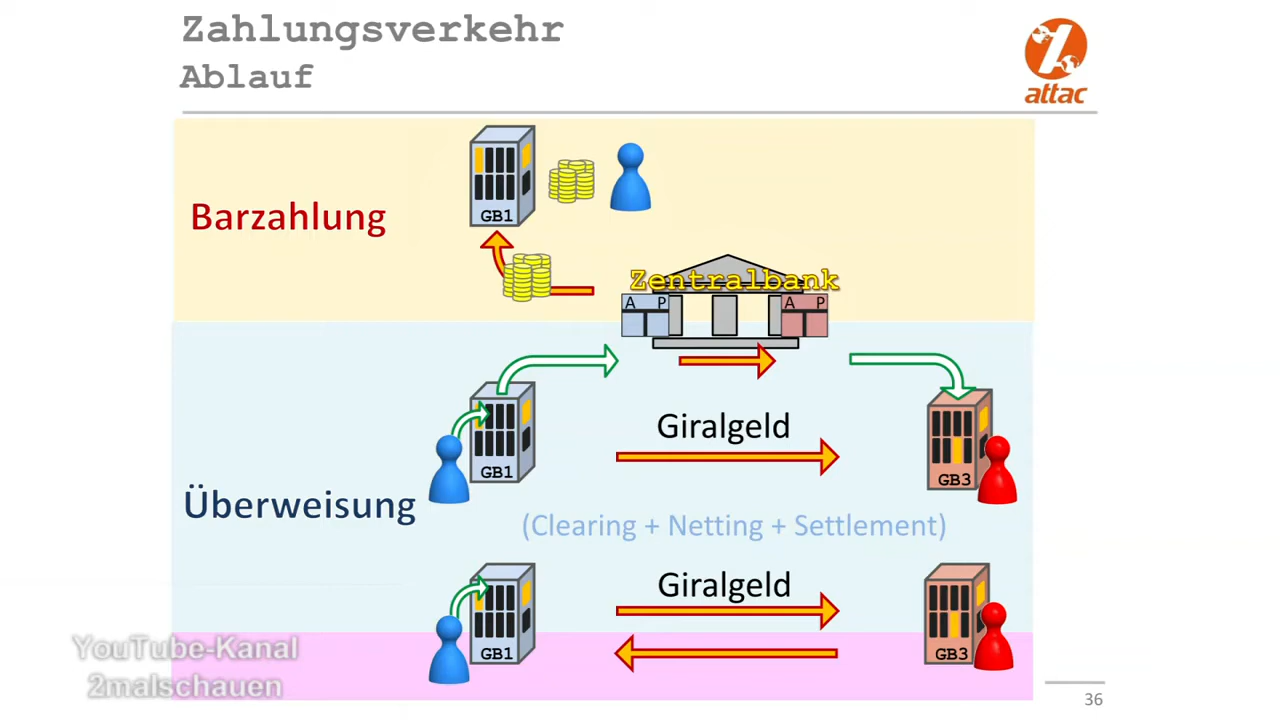 Zahlungsverkehr
Ablauf
attac
GB1
Barzahlung
Zentralbank
A P
A P
Giralgeld
GB1
GB3
Überweisung
(Clearing + Netting + Settlement)
Giralgeld
GB1
GB3
YouTube-Kanal
2malschauen
36